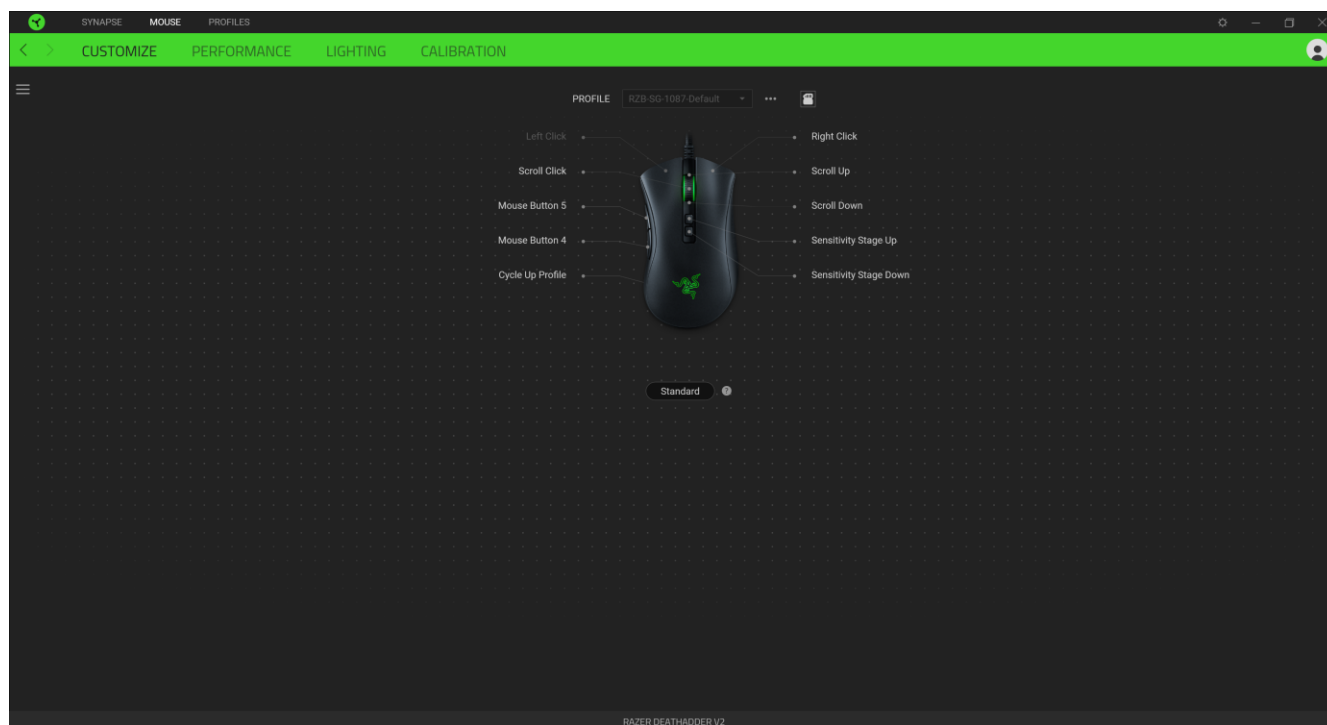 SYNAPSE MOUSE PROFILES
CUSTOMIZE PERFORMANCE LIGHTING CALIBRATION
PROFILE RZB-SG-1087-Default
Left Click Right Click
Scroll Click Scroll Up
Mouse Button 5 Scroll Down
Mouse Button 4 Sensitivity Stage Up
Cycle Up Profile Sensitivity Stage Down
Standard ?
RAZER DEATHADDER V2